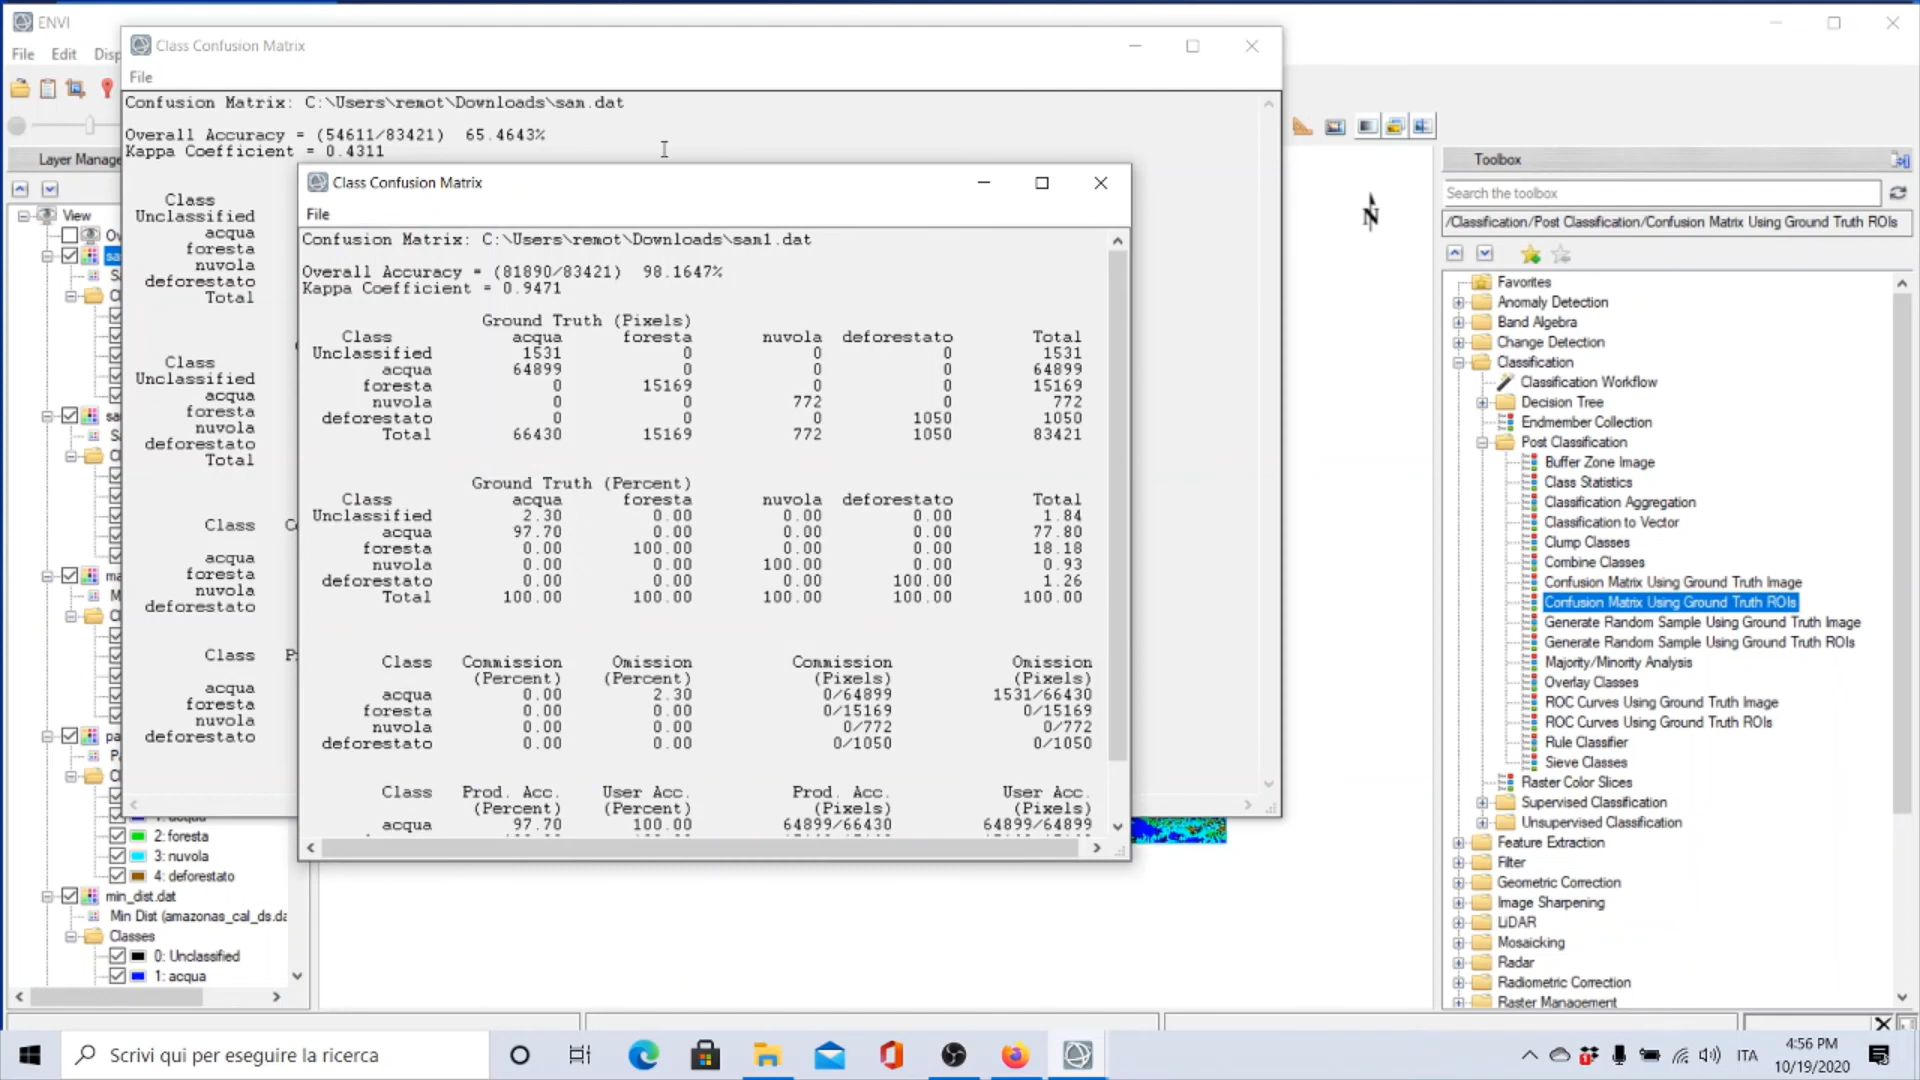 ENVI
File Edit Disp
Layer Manage
View
Ov
sa
S
Cl
sa
S
Cl
ma
M
Cl
pa
Pa
Cl
1: acqua
2: foresta
3: nuvola
4: deforestato
min_dist.dat
Min Dist (amazonas_cal_ds.da
Classes
0: Unclassified
1: acqua
Class Confusion Matrix
File
Confusion Matrix: C:\Users\remot\Downloads\sam.dat
Overall Accuracy = (54611/83421) 65.4643%
Kappa Coefficient = 0.4311
Class
Unclassified
acqua
foresta
nuvola
deforestato
Total
Class
Unclassified
acqua
foresta
nuvola
deforestato
Total
Class Co
acqua
foresta
nuvola
deforestato
Class P
acqua
foresta
nuvola
deforestato
Class Confusion Matrix
File
Confusion Matrix: C:\Users\remot\Downloads\sam1.dat
Overall Accuracy = (81890/83421) 98.1647%
Kappa Coefficient = 0.9471
Ground Truth (Pixels)
Class acqua foresta nuvola deforestato Total
Unclassified 1531 0 0 0 1531
acqua 64899 0 0 0 64899
foresta 0 15169 0 0 15169
nuvola 0 0 772 0 772
deforestato 0 0 0 1050 1050
Total 66430 15169 772 1050 83421
Ground Truth (Percent)
Class acqua foresta nuvola deforestato Total
Unclassified 2.30 0.00 0.00 0.00 1.84
acqua 97.70 0.00 0.00 0.00 77.80
foresta 0.00 100.00 0.00 0.00 18.18
nuvola 0.00 0.00 100.00 0.00 0.93
deforestato 0.00 0.00 0.00 100.00 1.26
Total 100.00 100.00 100.00 100.00 100.00
Class Commission Omission Commission Omission
(Percent) (Percent) (Pixels) (Pixels)
acqua 0.00 2.30 0/64899 1531/66430
foresta 0.00 0.00 0/15169 0/15169
nuvola 0.00 0.00 0/772 0/772
deforestato 0.00 0.00 0/1050 0/1050
Class Prod. Acc. User Acc. Prod. Acc. User Acc.
(Percent) (Percent) (Pixels) (Pixels)
acqua 97.70 100.00 64899/66430 64899/64899
N
Toolbox
Search the toolbox
/Classification/Post Classification/Confusion Matrix Using Ground Truth ROIs
Favorites
Anomaly Detection
Band Algebra
Change Detection
Classification
Classification Workflow
Decision Tree
Endmember Collection
Post Classification
Buffer Zone Image
Class Statistics
Classification Aggregation
Classification to Vector
Clump Classes
Combine Classes
Confusion Matrix Using Ground Truth Image
Confusion Matrix Using Ground Truth ROIs
Generate Random Sample Using Ground Truth Image
Generate Random Sample Using Ground Truth ROIs
Majority/Minority Analysis
Overlay Classes
ROC Curves Using Ground Truth Image
ROC Curves Using Ground Truth ROIs
Rule Classifier
Sieve Classes
Raster Color Slices
Supervised Classification
Unsupervised Classification
Feature Extraction
Filter
Geometric Correction
Image Sharpening
LiDAR
Mosaicking
Radar
Radiometric Correction
Raster Management
Scrivi qui per eseguire la ricerca
ITA
4:56 PM
10/19/2020